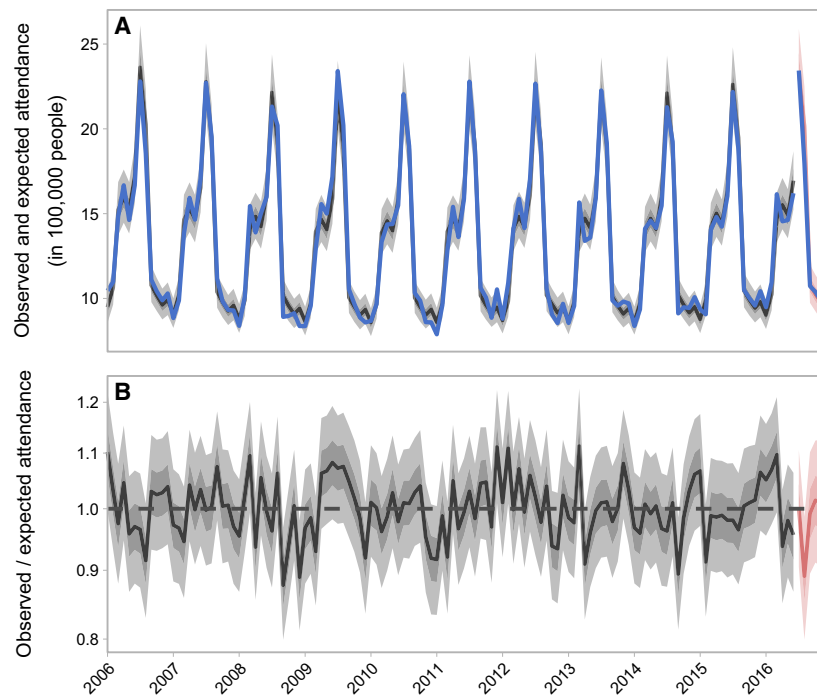 A
Observed and expected attendance
(in 100,000 people)
25
20
15
10
B
Observed / expected attendance
1.2
1.1
1.0
0.9
0.8
2006 2007 2008 2009 2010 2011 2012 2013 2014 2015 2016